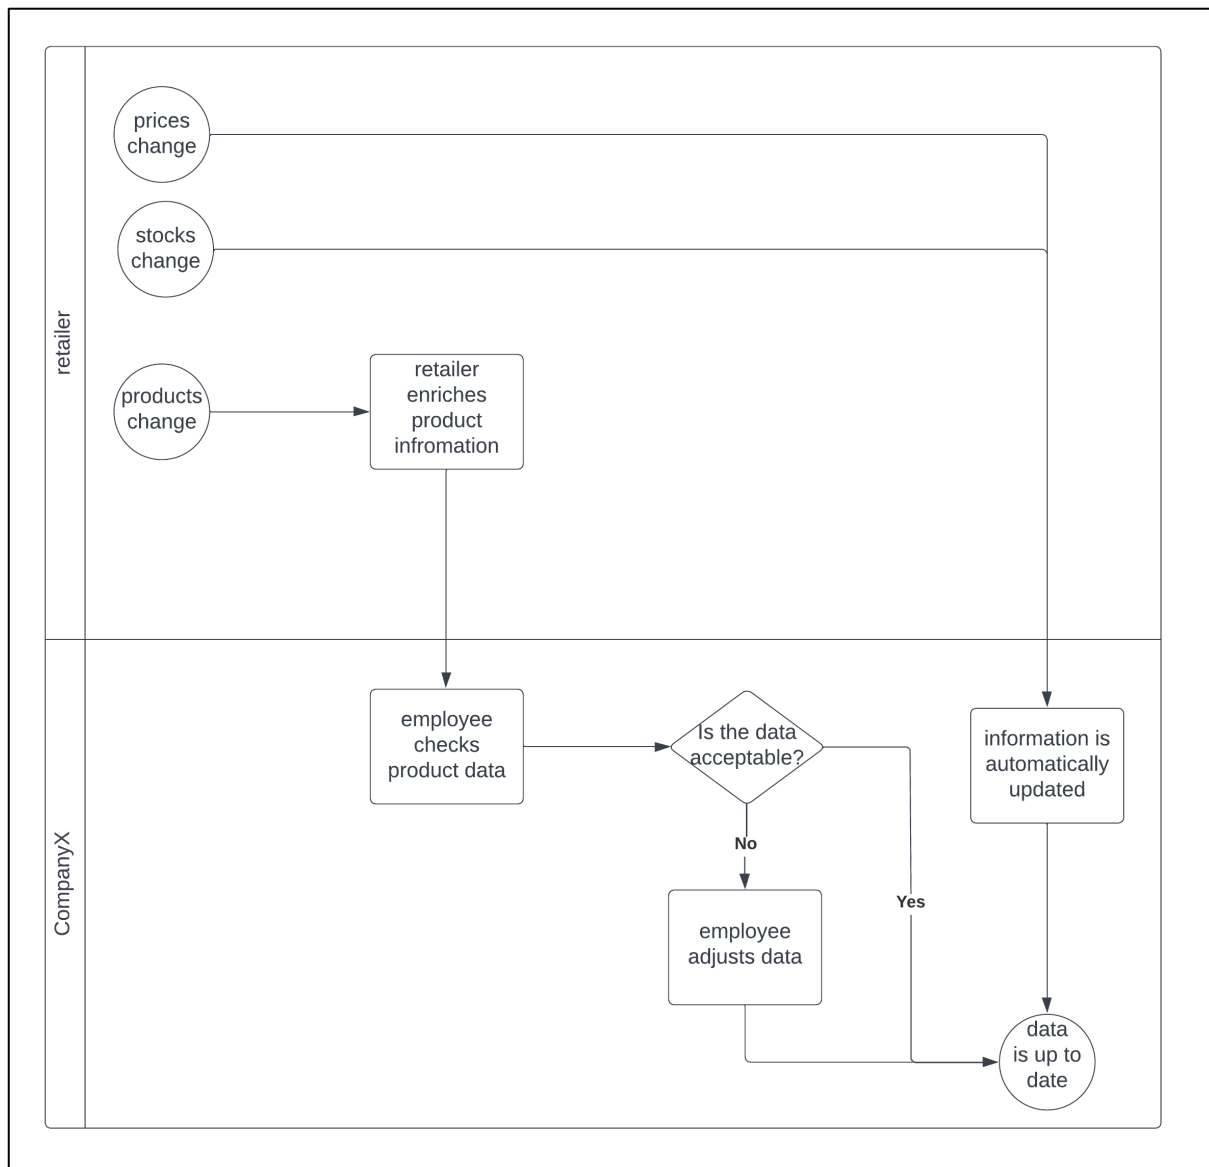 prices
change
stocks
change
retailer
products
change
retailer
enriches
product
infromation
CompanyX
employee
checks
product data
Is the data
acceptable?
information is
automatically
updated
No
Yes
employee
adjusts data
data
is up to
date